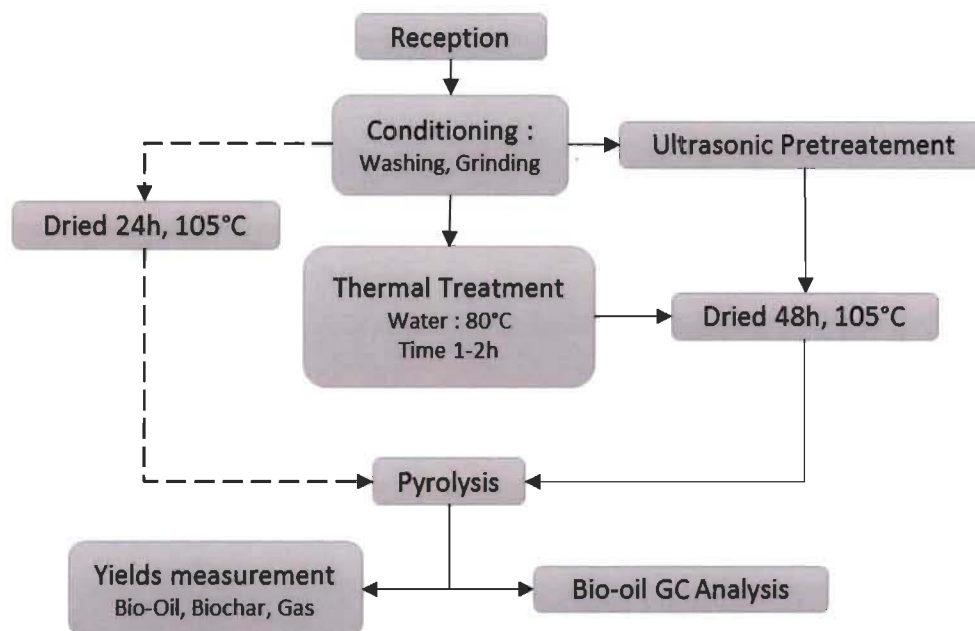 Reception
Conditioning :
Washing, Grinding
Ultrasonic Pretreatement
Dried 24h, 105°C
Thermal Treatment
Water : 80°C
Time 1-2h
Dried 48h, 105°C
Pyrolysis
Yields measurement
Bio-Oil, Biochar, Gas
Bio-oil GC Analysis